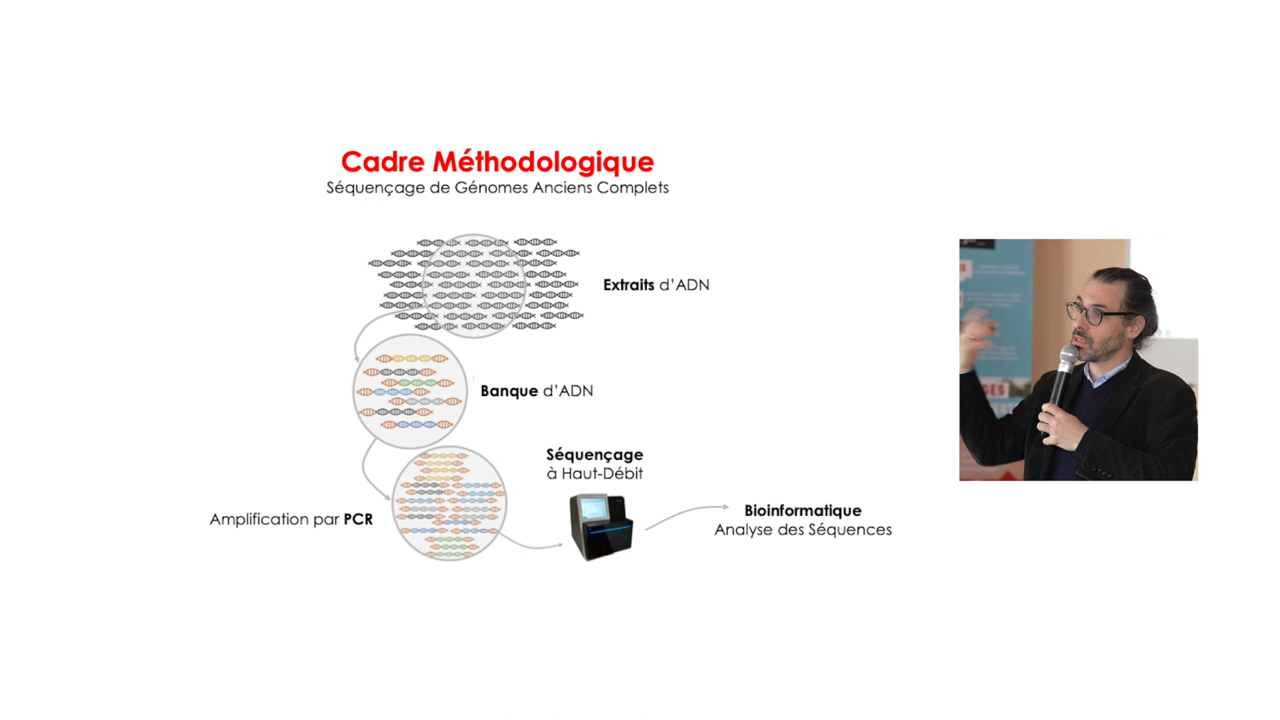 Cadre Méthodologique
Séquençage de Génomes Anciens Complets
Extraits d'ADN
Banque d'ADN
Séquençage
à Haut-Débit
Amplification par PCR
Bioinformatique
Analyse des Séquences